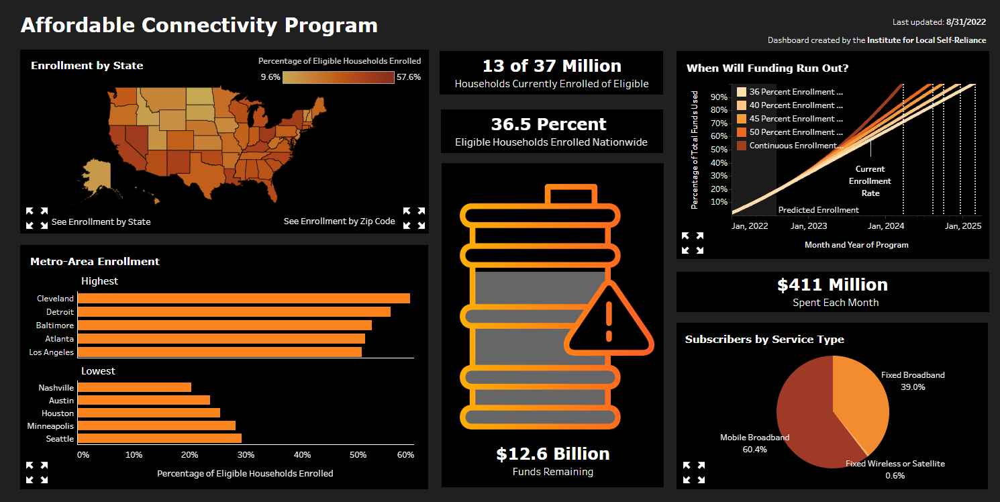 Affordable Connectivity Program
Last updated: 8/31/2022
Dashboard created by the Institute for Local Self-Reliance
Enrollment by State
Percentage of Eligible Households Enrolled
9.6%
57.6%
See Enrollment by State
See Enrollment by Zip Code
Metro-Area Enrollment
Highest
Cleveland
Detroit
Baltimore
Atlanta
Los Angeles
Lowest
Nashville
Austin
Houston
Minneapolis
Seattle
0% 10% 20% 30% 40% 50% 60%
Percentage of Eligible Households Enrolled
13 of 37 Million
Households Currently Enrolled of Eligible
36.5 Percent
Eligible Households Enrolled Nationwide
$12.6 Billion
Funds Remaining
When Will Funding Run Out?
Percentage of Total Funds Used
90%
80%
70%
60%
50%
40%
30%
20%
10%
36 Percent Enrollment ...
40 Percent Enrollment ...
45 Percent Enrollment ...
50 Percent Enrollment ...
Continuous Enrollment...
Current
Enrollment
Rate
Predicted Enrollment
Jan, 2022 Jan, 2023 Jan, 2024 Jan, 2025
Month and Year of Program
$411 Million
Spent Each Month
Subscribers by Service Type
Fixed Broadband
39.0%
Mobile Broadband
60.4%
Fixed Wireless or Satellite
0.6%